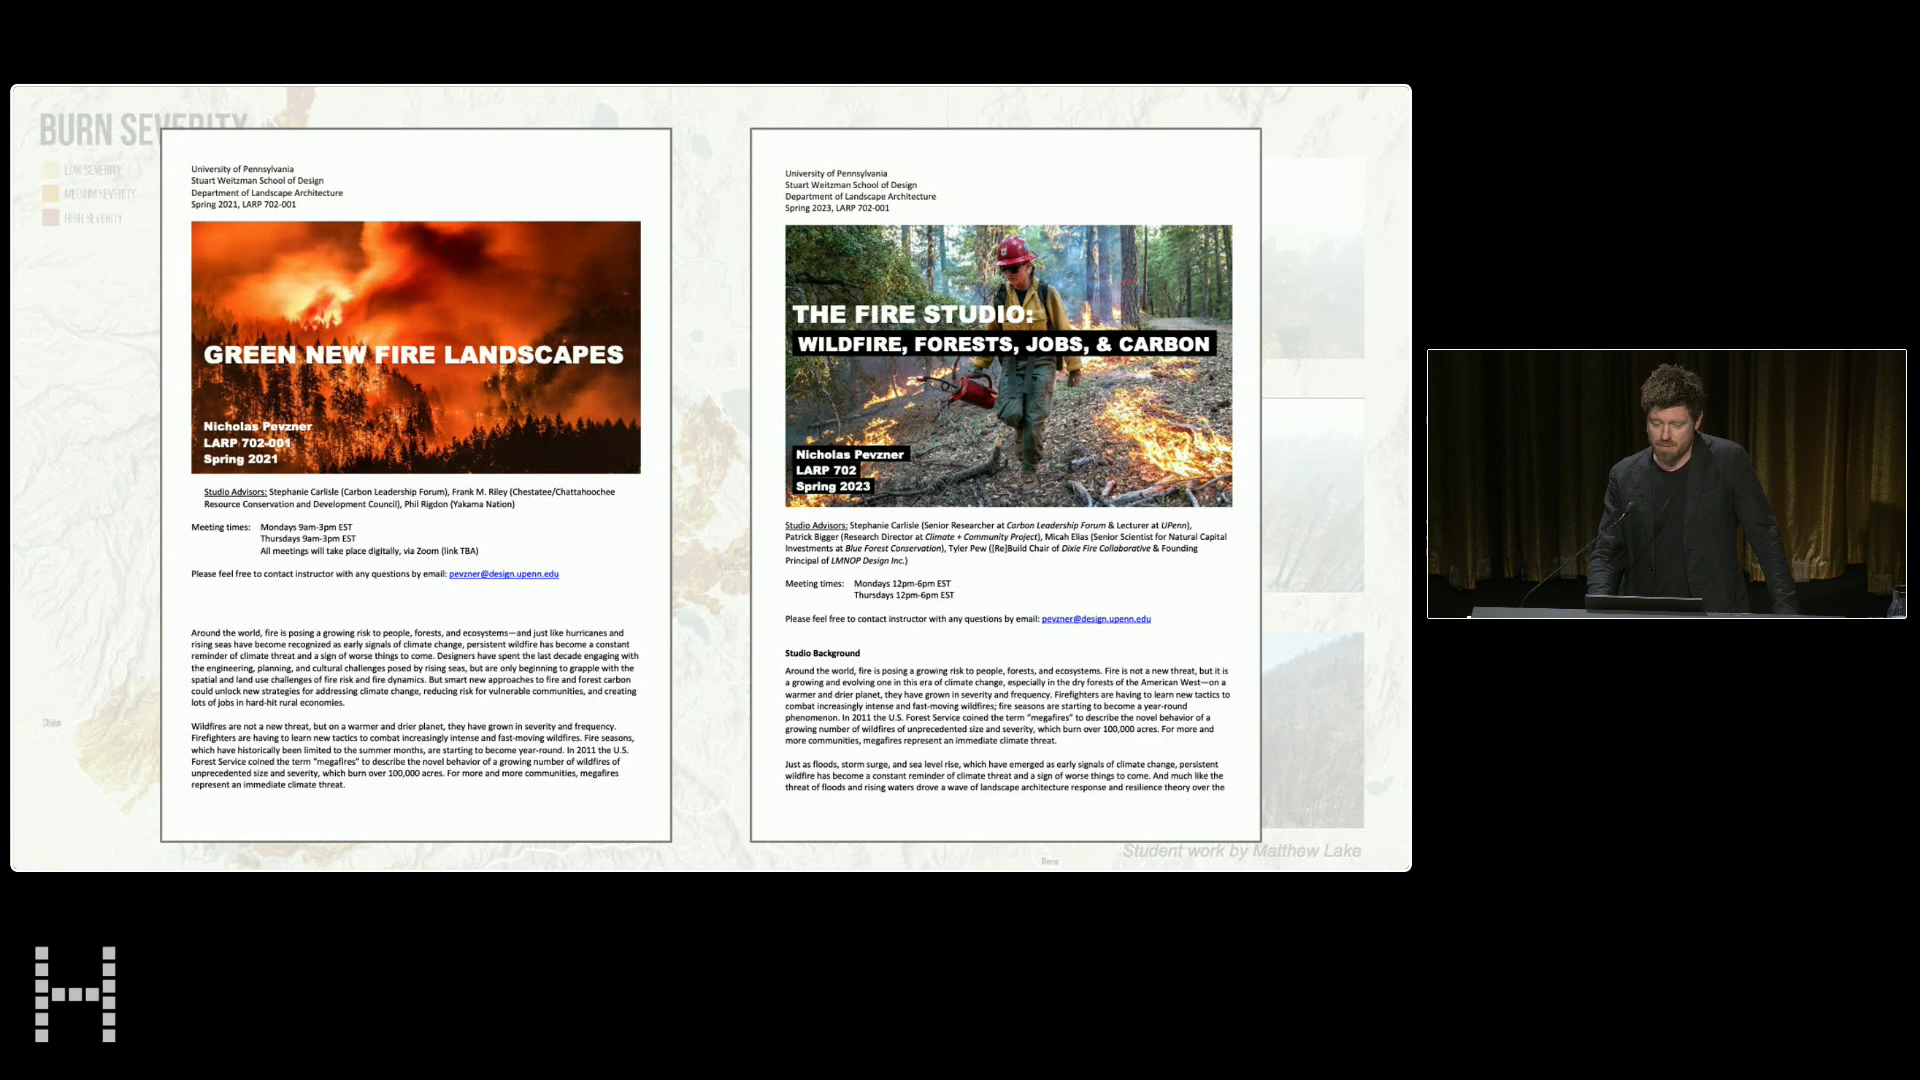 BURN SEVERITY
LOW SEVERITY
MEDIUM SEVERITY
HIGH SEVERITY
University of Pennsylvania
Stuart Weitzman School of Design
Department of Landscape Architecture
Spring 2021, LARP 702-001
GREEN NEW FIRE LANDSCAPES
Nicholas Pevzner
LARP 702-001
Spring 2021
Studio Advisors: Stephanie Carlisle (Carbon Leadership Forum), Frank M. Riley (Chestatee/Chattahoochee
Resource Conservation and Development Council), Phil Rigdon (Yakama Nation)
Meeting times: Mondays 9am-3pm EST
Thursdays 9am-3pm EST
All meetings will take place digitally, via Zoom (link TBA)
Please feel free to contact instructor with any questions by email: pevzner@design.upenn.edu
Around the world, fire is posing a growing risk to people, forests, and ecosystems—and just like hurricanes and
rising seas have become recognized as early signals of climate change, persistent wildfire has become a constant
reminder of climate threat and a sign of worse things to come. Designers have spent the last decade engaging with
the engineering, planning, and cultural challenges posed by rising seas, but are only beginning to grapple with the
spatial and land use challenges of fire risk and fire dynamics. But smart new approaches to fire and forest carbon
could unlock new strategies for addressing climate change, reducing risk for vulnerable communities, and creating
lots of jobs in hard-hit rural economies.
Wildfires are not a new threat, but on a warmer and drier planet, they have grown in severity and frequency.
Firefighters are having to learn new tactics to combat increasingly intense and fast-moving wildfires. Fire seasons,
which have historically been limited to the summer months, are starting to become year-round. In 2011 the U.S.
Forest Service coined the term “megafires” to describe the novel behavior of a growing number of wildfires of
unprecedented size and severity, which burn over 100,000 acres. For more and more communities, megafires
represent an immediate climate threat.
University of Pennsylvania
Stuart Weitzman School of Design
Department of Landscape Architecture
Spring 2023, LARP 702-001
THE FIRE STUDIO:
WILDFIRE, FORESTS, JOBS, & CARBON
Nicholas Pevzner
LARP 702
Spring 2023
Studio Advisors: Stephanie Carlisle (Senior Researcher at Carbon Leadership Forum & Lecturer at UPenn),
Patrick Bigger (Research Director at Climate + Community Project), Micah Elias (Senior Scientist for Natural Capital
Investments at Blue Forest Conservation), Tyler Pew ([Re]Build Chair of Dixie Fire Collaborative & Founding
Principal of LMNOP Design Inc.)
Meeting times: Mondays 12pm-6pm EST
Thursdays 12pm-6pm EST
Please feel free to contact instructor with any questions by email: pevzner@design.upenn.edu
Studio Background
Around the world, fire is posing a growing risk to people, forests, and ecosystems. Fire is not a new threat, but it is
a growing and evolving one in this era of climate change, especially in the dry forests of the American West—on a
warmer and drier planet, they have grown in severity and frequency. Firefighters are having to learn new tactics to
combat increasingly intense and fast-moving wildfires; fire seasons are starting to become a year-round
phenomenon. In 2011 the U.S. Forest Service coined the term “megafires” to describe the novel behavior of a
growing number of wildfires of unprecedented size and severity, which burn over 100,000 acres. For more and
more communities, megafires represent an immediate climate threat.
Just as floods, storm surge, and sea level rise, which have emerged as early signals of climate change, persistent
wildfire has become a constant reminder of climate threat and a sign of worse things to come. And much like the
threat of floods and rising waters drove a wave of landscape architecture response and resilience theory over the
Chico
Reno
Student work by Matthew Lake
H